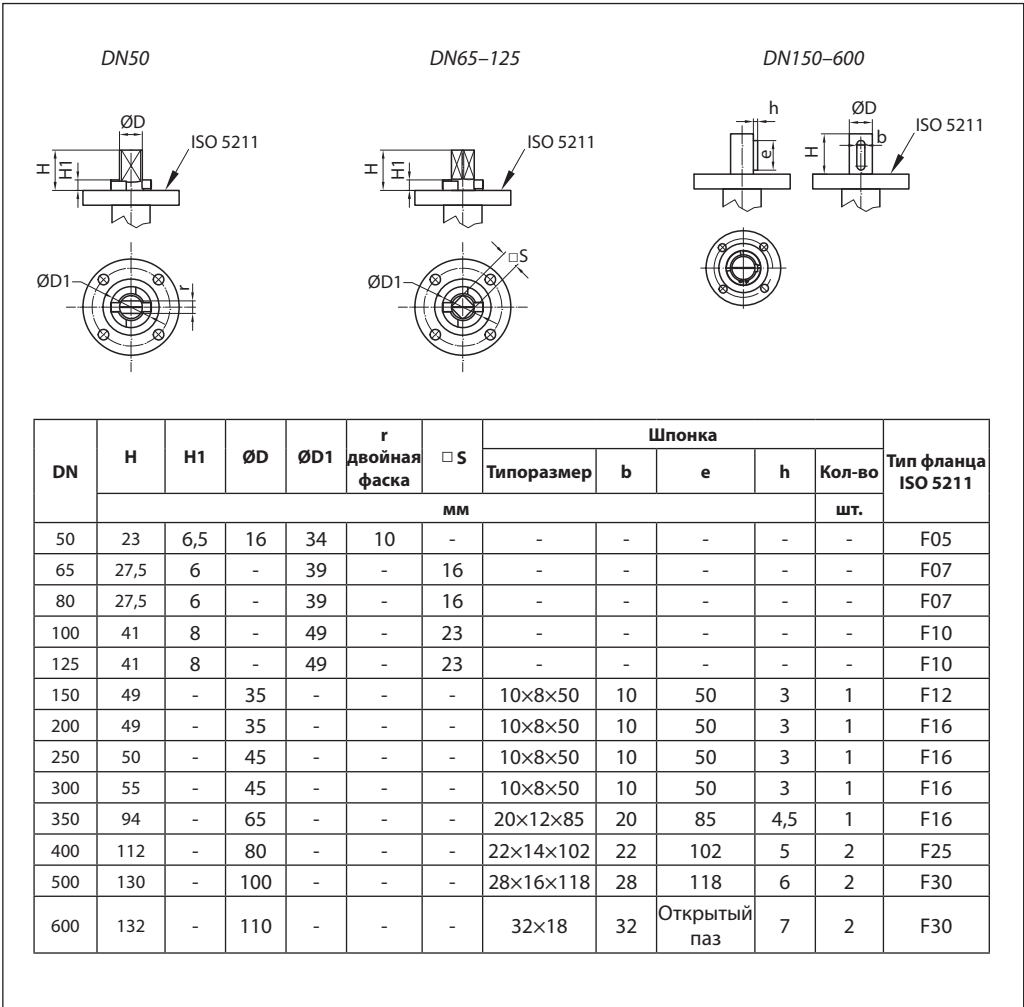 DN50 DN65–125 DN150–600
ØD ISO 5211 H H1
ØD1 r
ISO 5211 H H1
ØD1 □S
h e ØD b H ISO 5211
DN H H1 ØD ØD1 r двойная фаска □ S Шпонка Тип фланца ISO 5211
Типоразмер b e h Кол-во
мм шт.
50 23 6,5 16 34 10 - - - - - - F05
65 27,5 6 - 39 - 16 - - - - - F07
80 27,5 6 - 39 - 16 - - - - - F07
100 41 8 - 49 - 23 - - - - - F10
125 41 8 - 49 - 23 - - - - - F10
150 49 - 35 - - - 10×8×50 10 50 3 1 F12
200 49 - 35 - - - 10×8×50 10 50 3 1 F16
250 50 - 45 - - - 10×8×50 10 50 3 1 F16
300 55 - 45 - - - 10×8×50 10 50 3 1 F16
350 94 - 65 - - - 20×12×85 20 85 4,5 1 F16
400 112 - 80 - - - 22×14×102 22 102 5 2 F25
500 130 - 100 - - - 28×16×118 28 118 6 2 F30
600 132 - 110 - - - 32×18 32 Открытый паз 7 2 F30